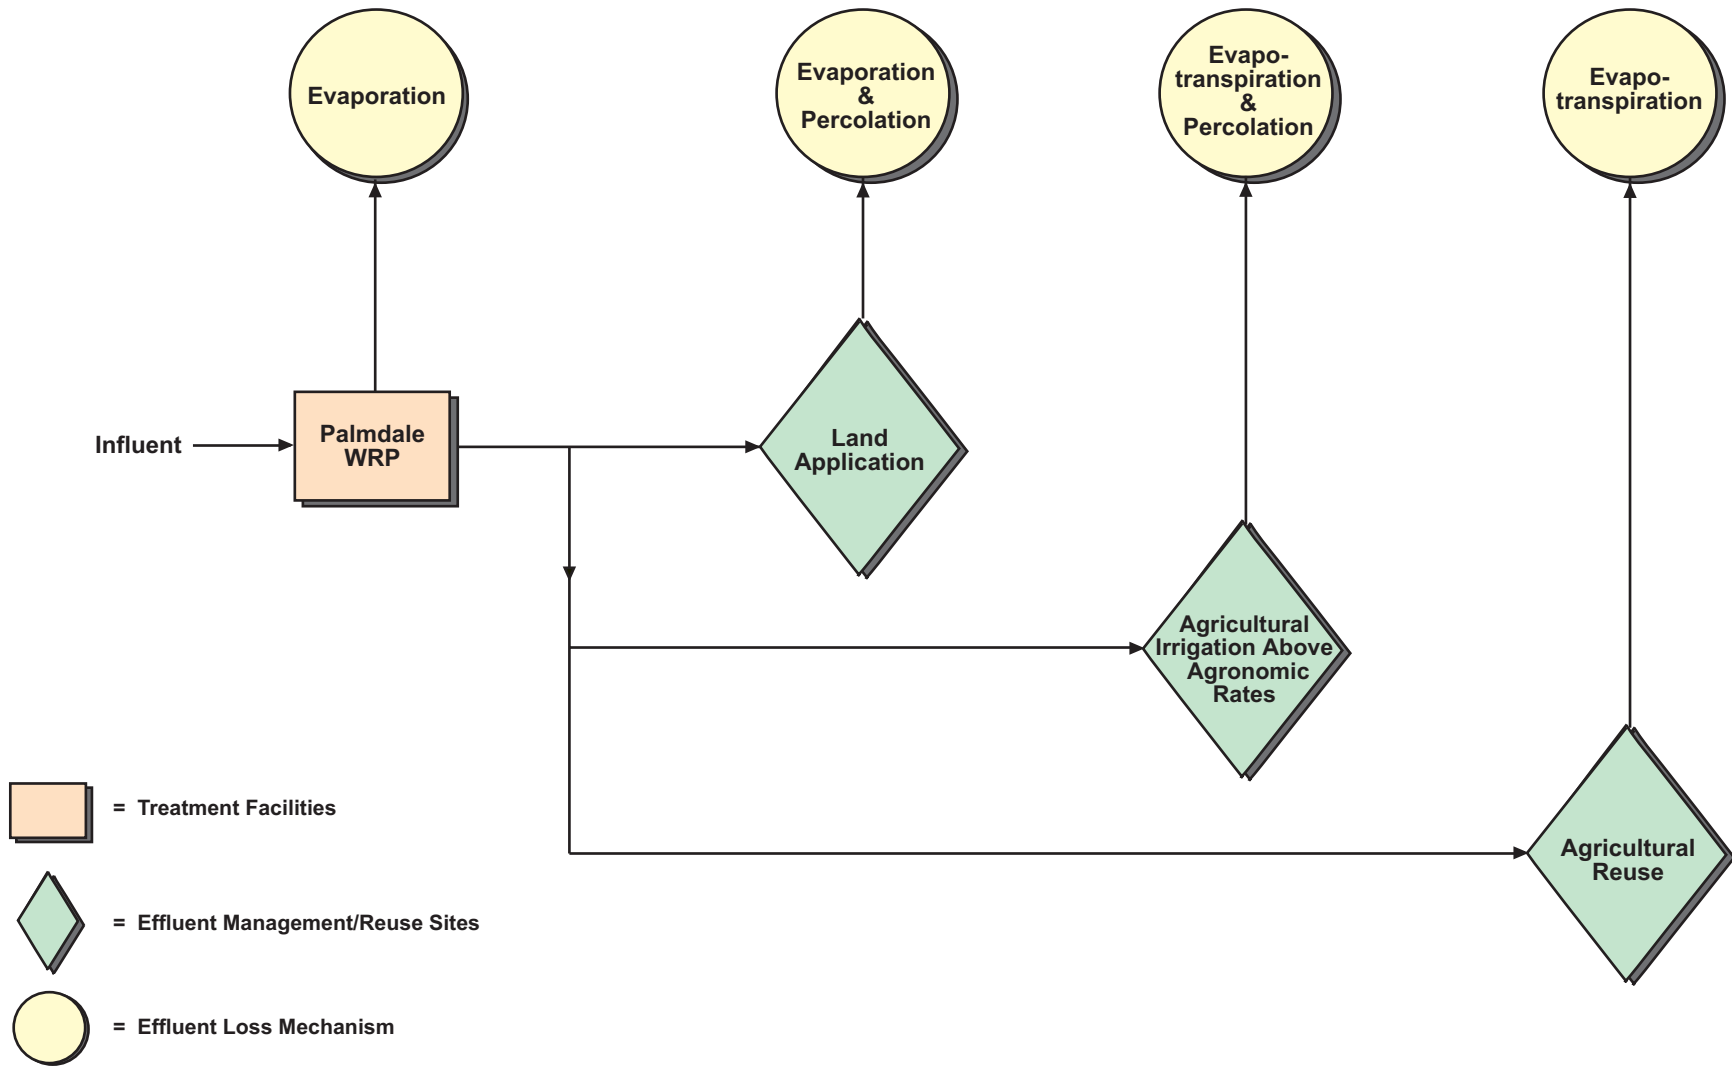 Evaporation
Evaporation
&
Percolation
Evapo-
transpiration
&
Percolation
Evapo-
transpiration
Influent
Palmdale
WRP
Land
Application
Agricultural
Irrigation Above
Agronomic
Rates
Agricultural
Reuse
= Treatment Facilities
= Effluent Management/Reuse Sites
= Effluent Loss Mechanism